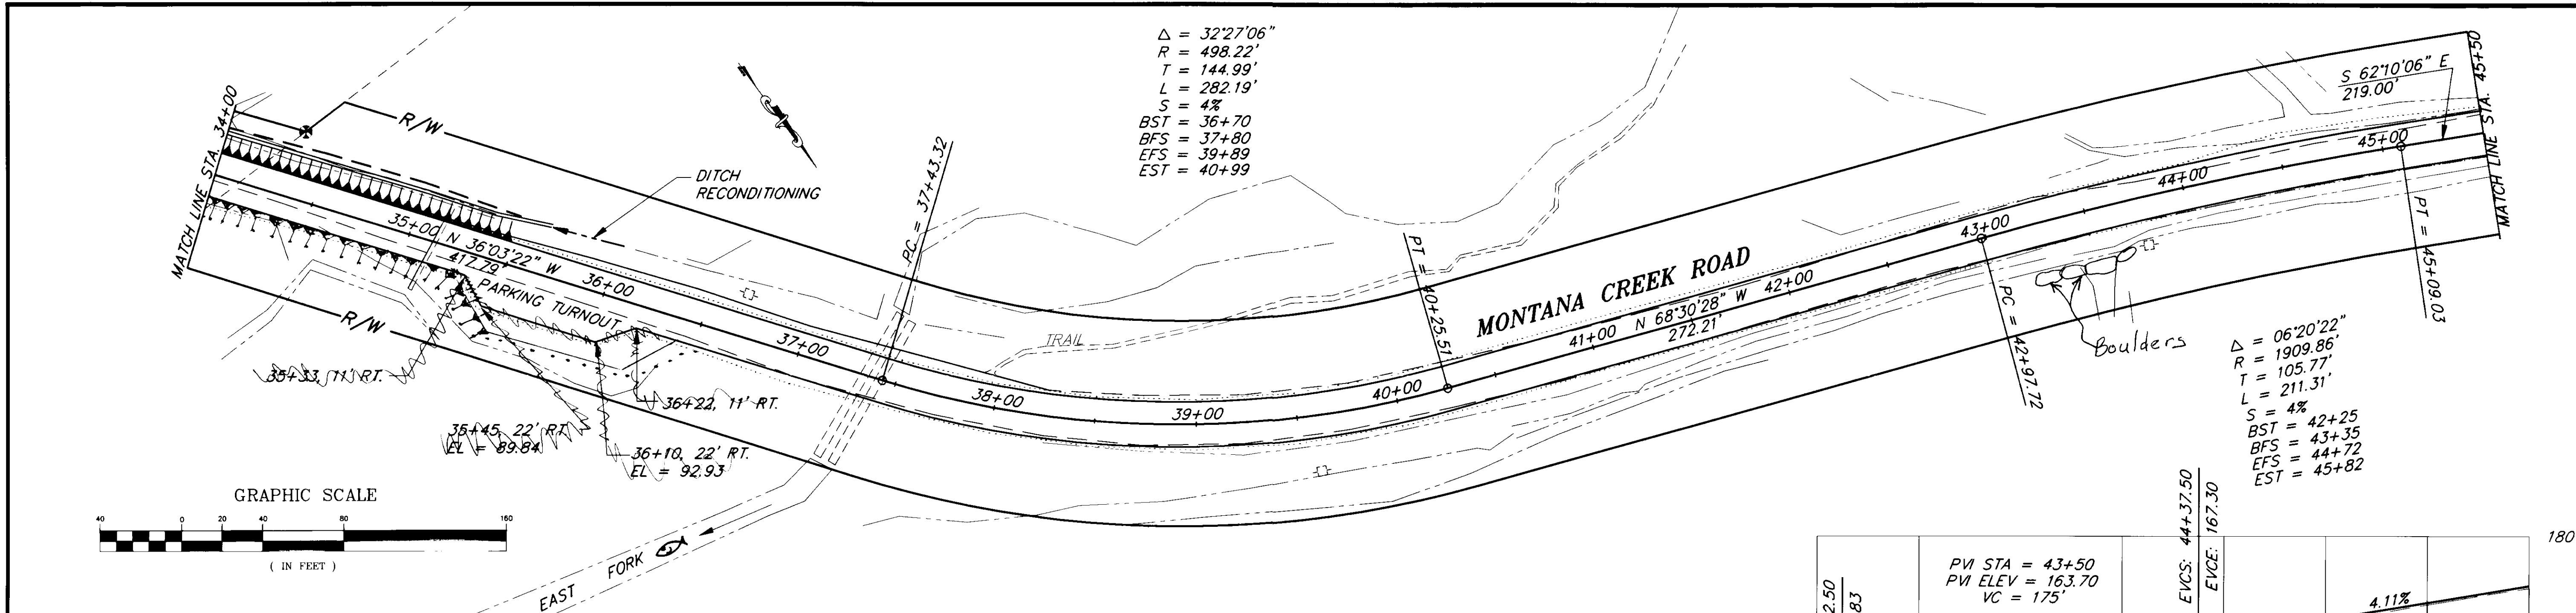 Δ = 32°27'06"
R = 498.22'
T = 144.99'
L = 282.19'
S = 4%
BST = 36+70
BFS = 37+80
EFS = 39+89
EST = 40+99
MATCH LINE STA. 34+00
R/W
DITCH
RECONDITIONING
PC = 37+43.32
35+00
N 36°03'22" W
417.79'
36+00
PARKING TURNOUT
R/W
37+00
35+33, 11' RT.
36+22, 11' RT.
35+45, 22' RT.
EL = 89.84
36+10, 22' RT.
EL = 92.93
TRAIL
38+00
39+00
40+00
PT = 40+25.51
MONTANA CREEK ROAD
41+00
N 68°30'28" W
272.21'
42+00
43+00
PC = 42+97.72
44+00
45+00
S 62°10'06" E
219.00'
MATCH LINE STA. 45+50
PT = 45+09.03
Boulders
Δ = 06°20'22"
R = 1909.86'
T = 105.77'
L = 211.31'
S = 4%
BST = 42+25
BFS = 43+35
EFS = 44+72
EST = 45+82
GRAPHIC SCALE
40 0 20 40 80 160
( IN FEET )
EAST FORK
2.50
83
PVI STA = 43+50
PVI ELEV = 163.70
VC = 175'
EVCS: 44+37.50
EVCE: 167.30
4.11%
180